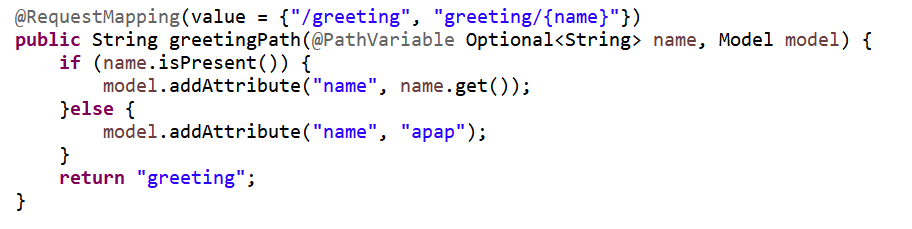 @RequestMapping(value = {"/greeting", "greeting/{name}"})
public String greetingPath(@PathVariable Optional<String> name, Model model) {
    if (name.isPresent()) {
        model.addAttribute("name", name.get());
    }else {
        model.addAttribute("name", "apap");
    }
    return "greeting";
}